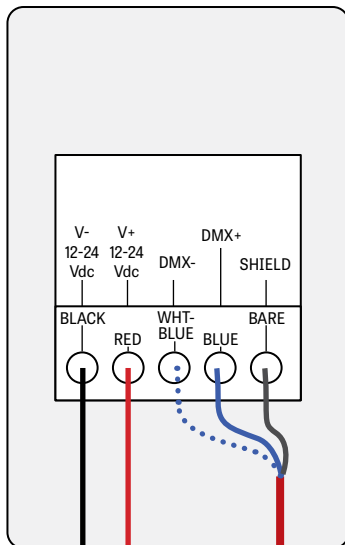 V-
12-24
Vdc
V+
12-24
Vdc
DMX-
DMX+
SHIELD
BLACK
RED
WHT-
BLUE
BLUE
BARE